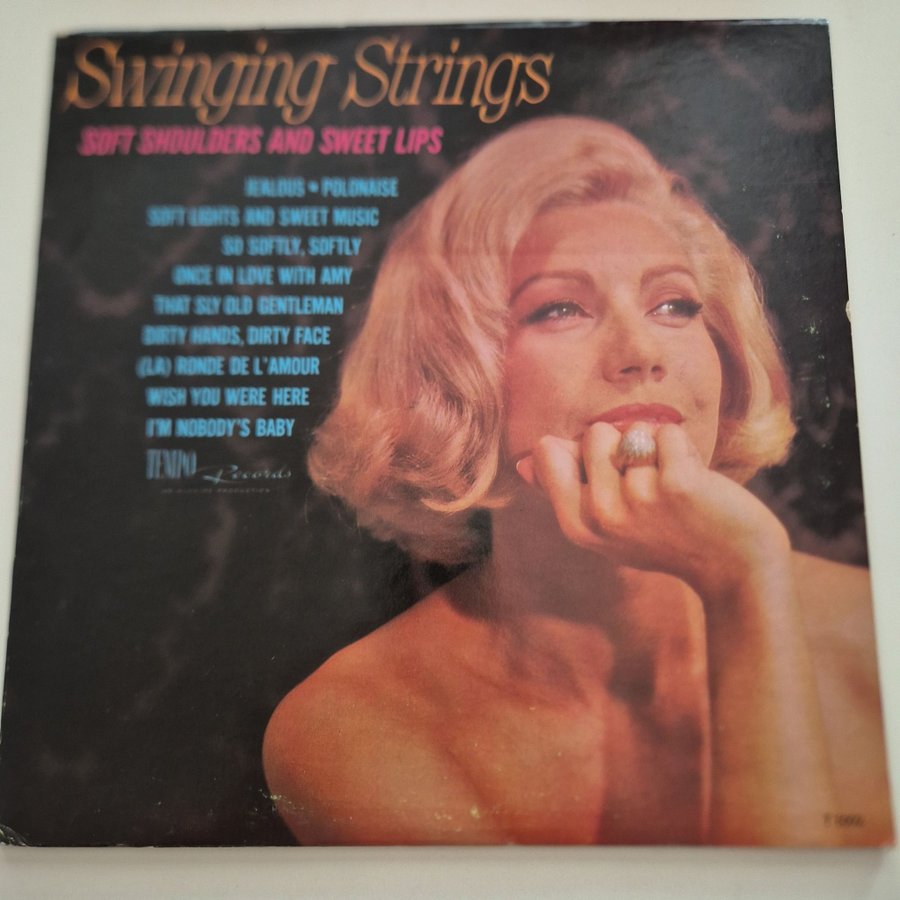 Swinging Strings
SOFT SHOULDERS AND SWEET LIPS
JEALOUS • POLONAISE
SOFT LIGHTS AND SWEET MUSIC
SO SOFTLY, SOFTLY
ONCE IN LOVE WITH AMY
THAT SLY OLD GENTLEMAN
DIRTY HANDS, DIRTY FACE
(LA) RONDE DE L'AMOUR
WISH YOU WERE HERE
I'M NOBODY'S BABY
TEMPO Records
PRODUCTION